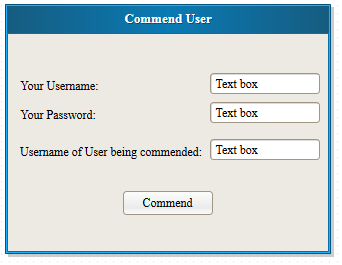 Commend User
Your Username: Text box
Your Password: Text box
Username of User being commended: Text box
Commend